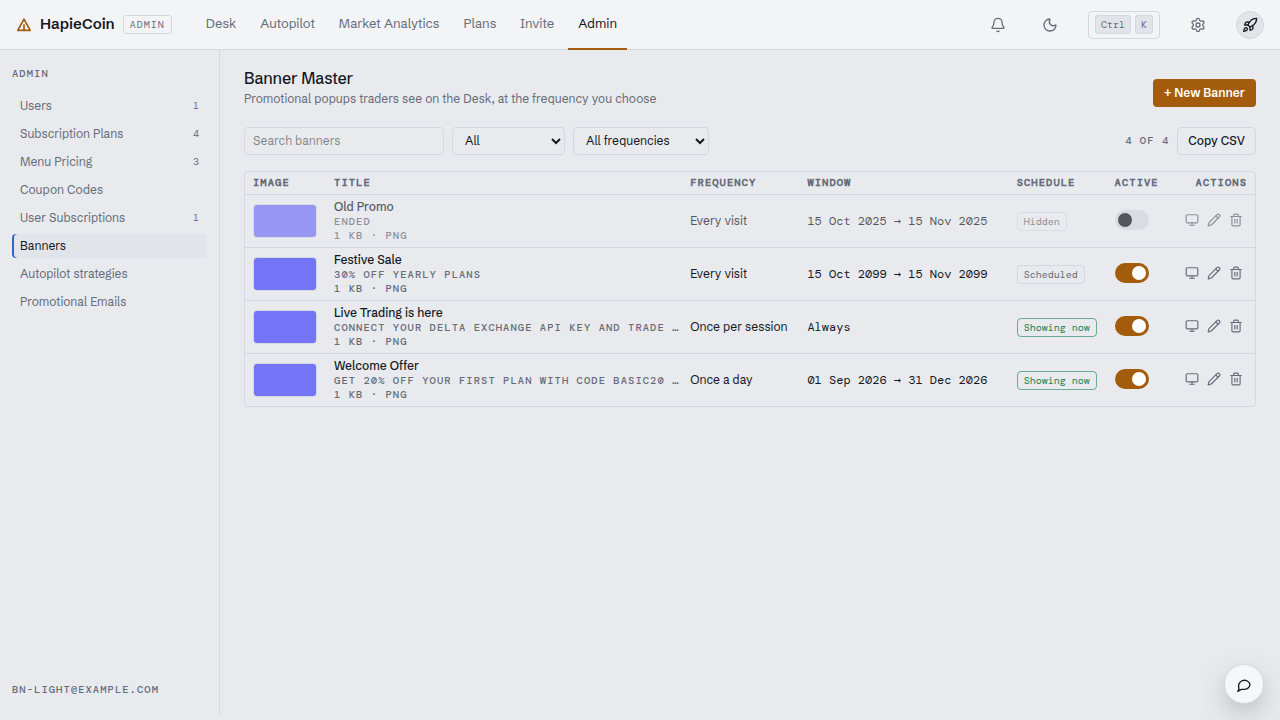 HapieCoin ADMIN Desk Autopilot Market Analytics Plans Invite Admin Ctrl K
ADMIN
Users 1
Subscription Plans 4
Menu Pricing 3
Coupon Codes
User Subscriptions 1
Banners
Autopilot strategies
Promotional Emails
BN-LIGHT@EXAMPLE.COM
Banner Master
Promotional popups traders see on the Desk, at the frequency you choose
+ New Banner
Search banners All All frequencies 4 OF 4 Copy CSV
IMAGE TITLE FREQUENCY WINDOW SCHEDULE ACTIVE ACTIONS
Old Promo
ENDED
1 KB · PNG
Every visit 15 Oct 2025 → 15 Nov 2025 Hidden
Festive Sale
30% OFF YEARLY PLANS
1 KB · PNG
Every visit 15 Oct 2099 → 15 Nov 2099 Scheduled
Live Trading is here
CONNECT YOUR DELTA EXCHANGE API KEY AND TRADE …
1 KB · PNG
Once per session Always Showing now
Welcome Offer
GET 20% OFF YOUR FIRST PLAN WITH CODE BASIC20 …
1 KB · PNG
Once a day 01 Sep 2026 → 31 Dec 2026 Showing now